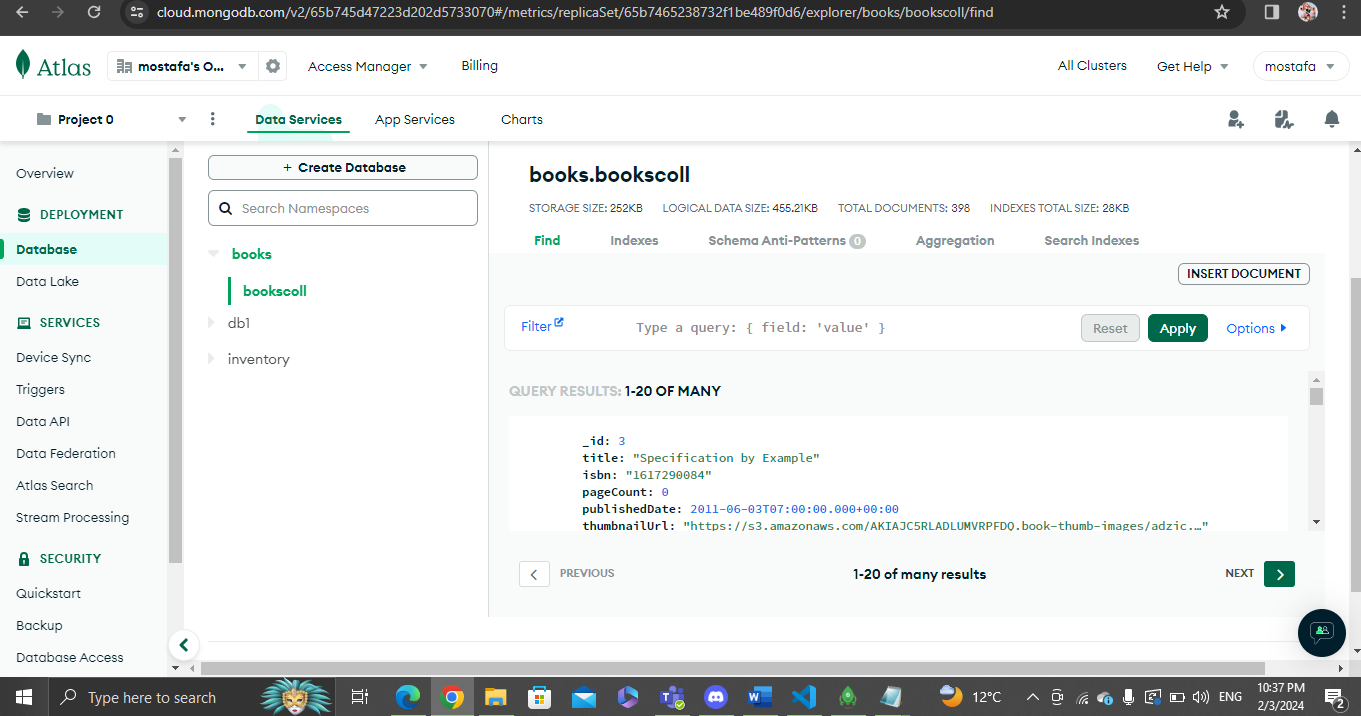 cloud.mongodb.com/v2/65b745d47223d202d5733070#/metrics/replicaSet/65b7465238732f1be489f0d6/explorer/books/bookscoll/find
Atlas
mostafa's O...
Access Manager
Billing
All Clusters
Get Help
mostafa
Project 0
Data Services
App Services
Charts
Overview
DEPLOYMENT
Database
Data Lake
SERVICES
Device Sync
Triggers
Data API
Data Federation
Atlas Search
Stream Processing
SECURITY
Quickstart
Backup
Database Access
+ Create Database
Search Namespaces
books
bookscoll
db1
inventory
books.bookscoll
STORAGE SIZE: 252KB LOGICAL DATA SIZE: 455.21KB TOTAL DOCUMENTS: 398 INDEXES TOTAL SIZE: 28KB
Find Indexes Schema Anti-Patterns 0 Aggregation Search Indexes
INSERT DOCUMENT
Filter Type a query: { field: 'value' } Reset Apply Options
QUERY RESULTS: 1-20 OF MANY
_id: 3
title: "Specification by Example"
isbn: "1617290084"
pageCount: 0
publishedDate: 2011-06-03T07:00:00.000+00:00
thumbnailUrl: "https://s3.amazonaws.com/AKIAJC5RLADLUMVRPFDQ.book-thumb-images/adzic.…"
PREVIOUS 1-20 of many results NEXT
Type here to search
12°C
ENG
10:37 PM
2/3/2024
2